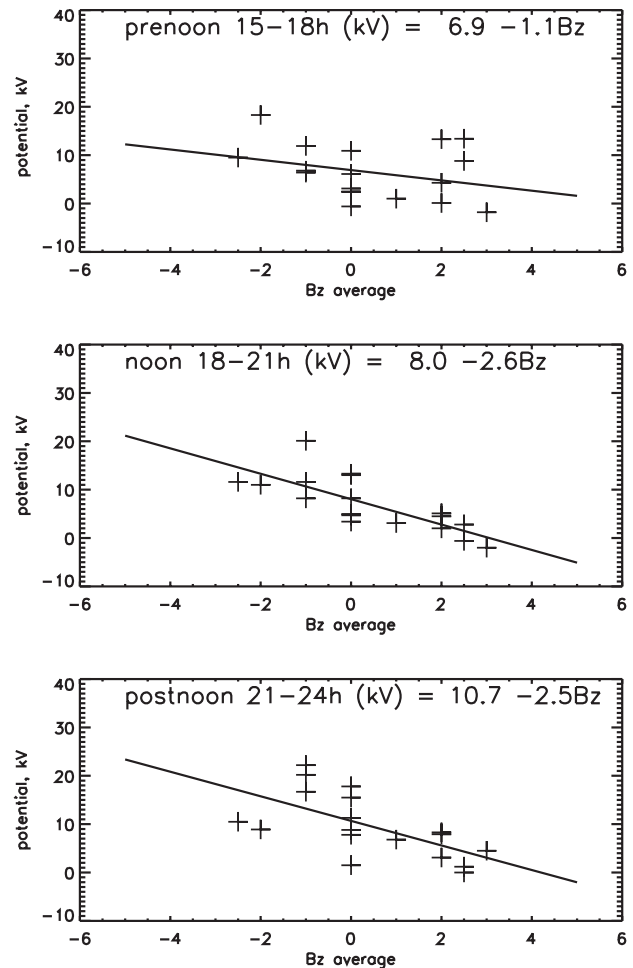 prenoon 15-18h (kV) = 6.9 -1.1Bz
40
30
20
10
0
-10
potential, kV
-6 -4 -2 0 2 4 6
Bz average
noon 18-21h (kV) = 8.0 -2.6Bz
40
30
20
10
0
-10
potential, kV
-6 -4 -2 0 2 4 6
Bz average
postnoon 21-24h (kV) = 10.7 -2.5Bz
40
30
20
10
0
-10
potential, kV
-6 -4 -2 0 2 4 6
Bz average